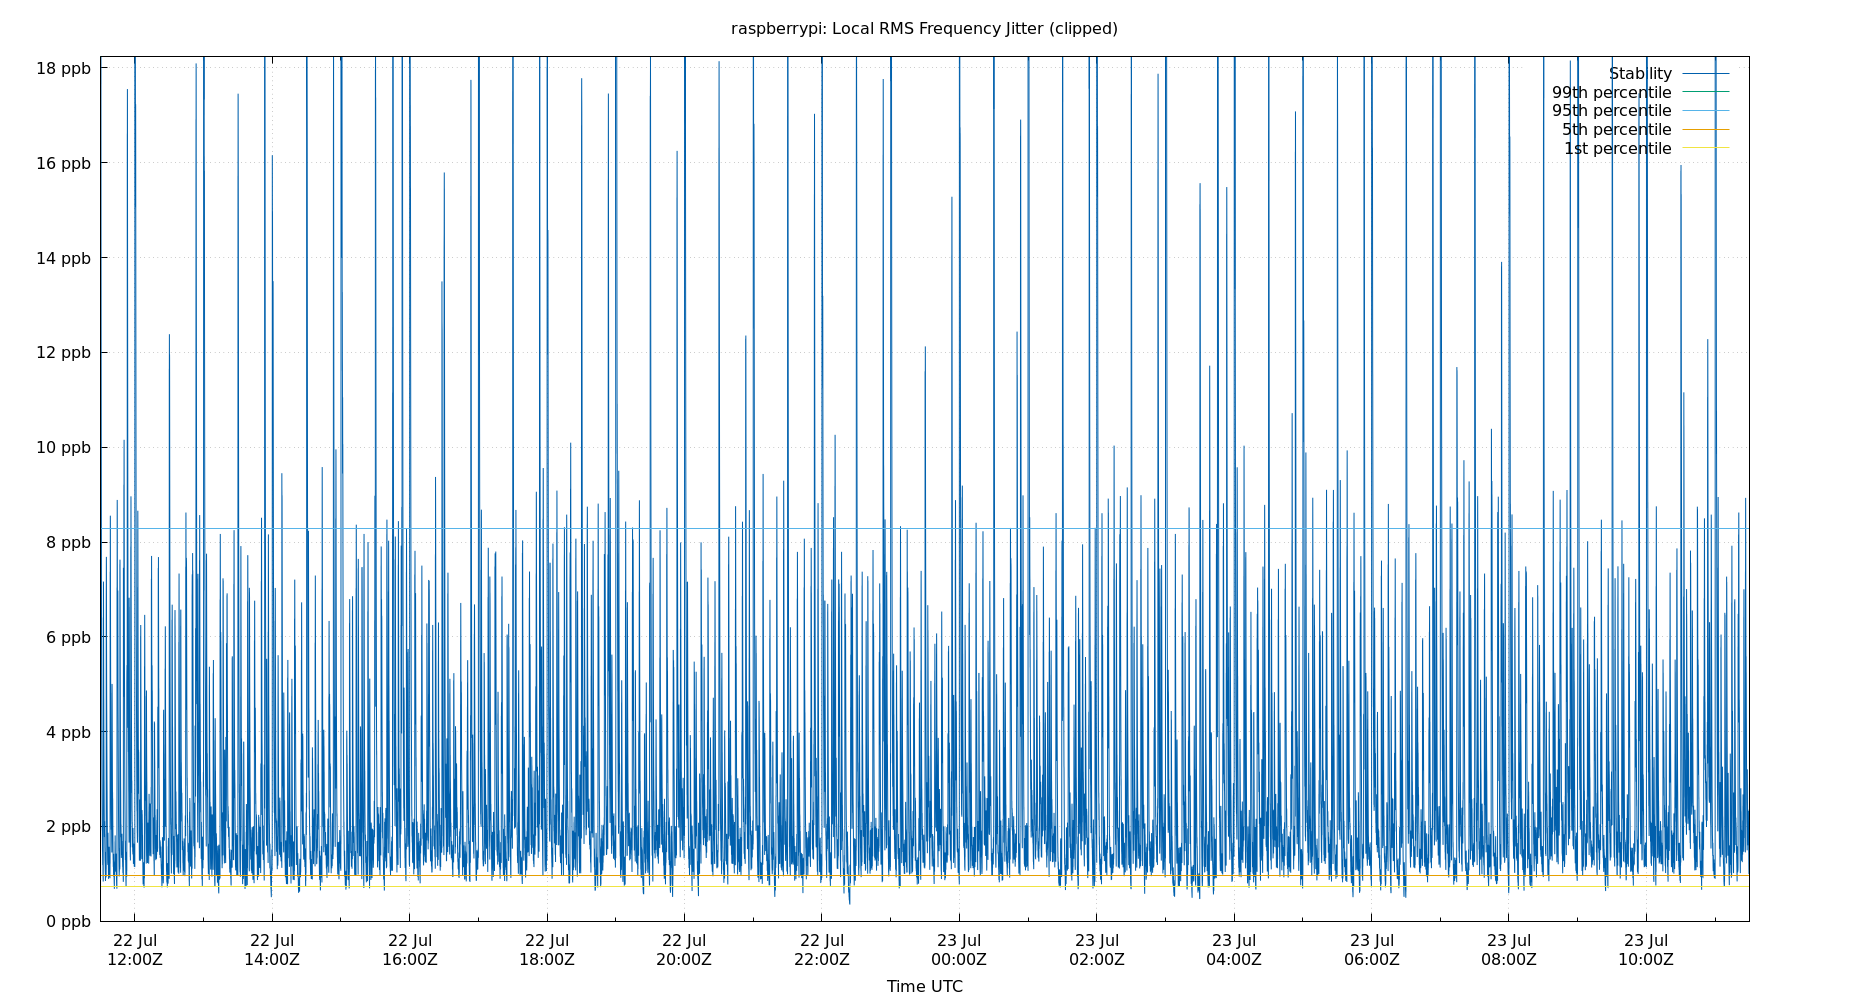 raspberrypi: Local RMS Frequency Jitter (clipped)
18 ppb
16 ppb
14 ppb
12 ppb
10 ppb
8 ppb
6 ppb
4 ppb
2 ppb
0 ppb
Stability
99th percentile
95th percentile
5th percentile
1st percentile
22 Jul 22 Jul 22 Jul 22 Jul 22 Jul 22 Jul 23 Jul 23 Jul 23 Jul 23 Jul 23 Jul 23 Jul
12:00Z 14:00Z 16:00Z 18:00Z 20:00Z 22:00Z 00:00Z 02:00Z 04:00Z 06:00Z 08:00Z 10:00Z
Time UTC